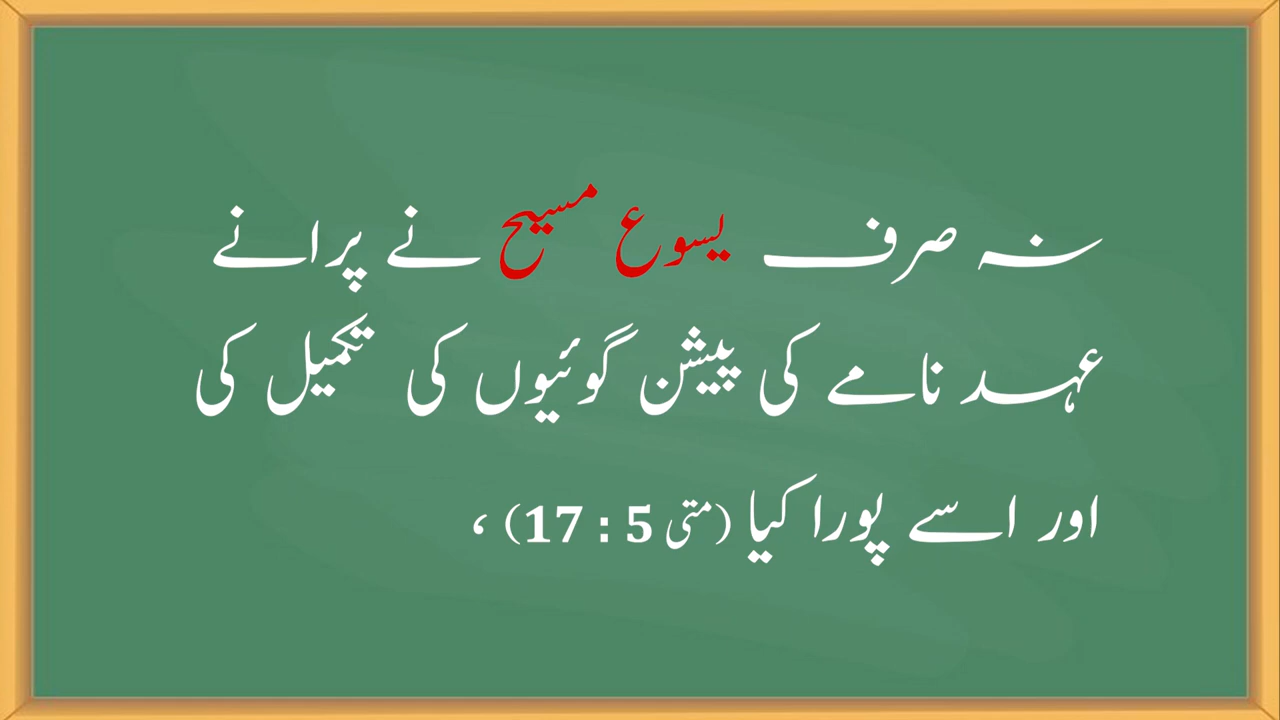 نہ صرف یسوع مسیح نے پرانے
عہد نامے کی پیشن گوئیوں کی تکمیل کی
اور اسے پورا کیا (متی 5 : 17) ،